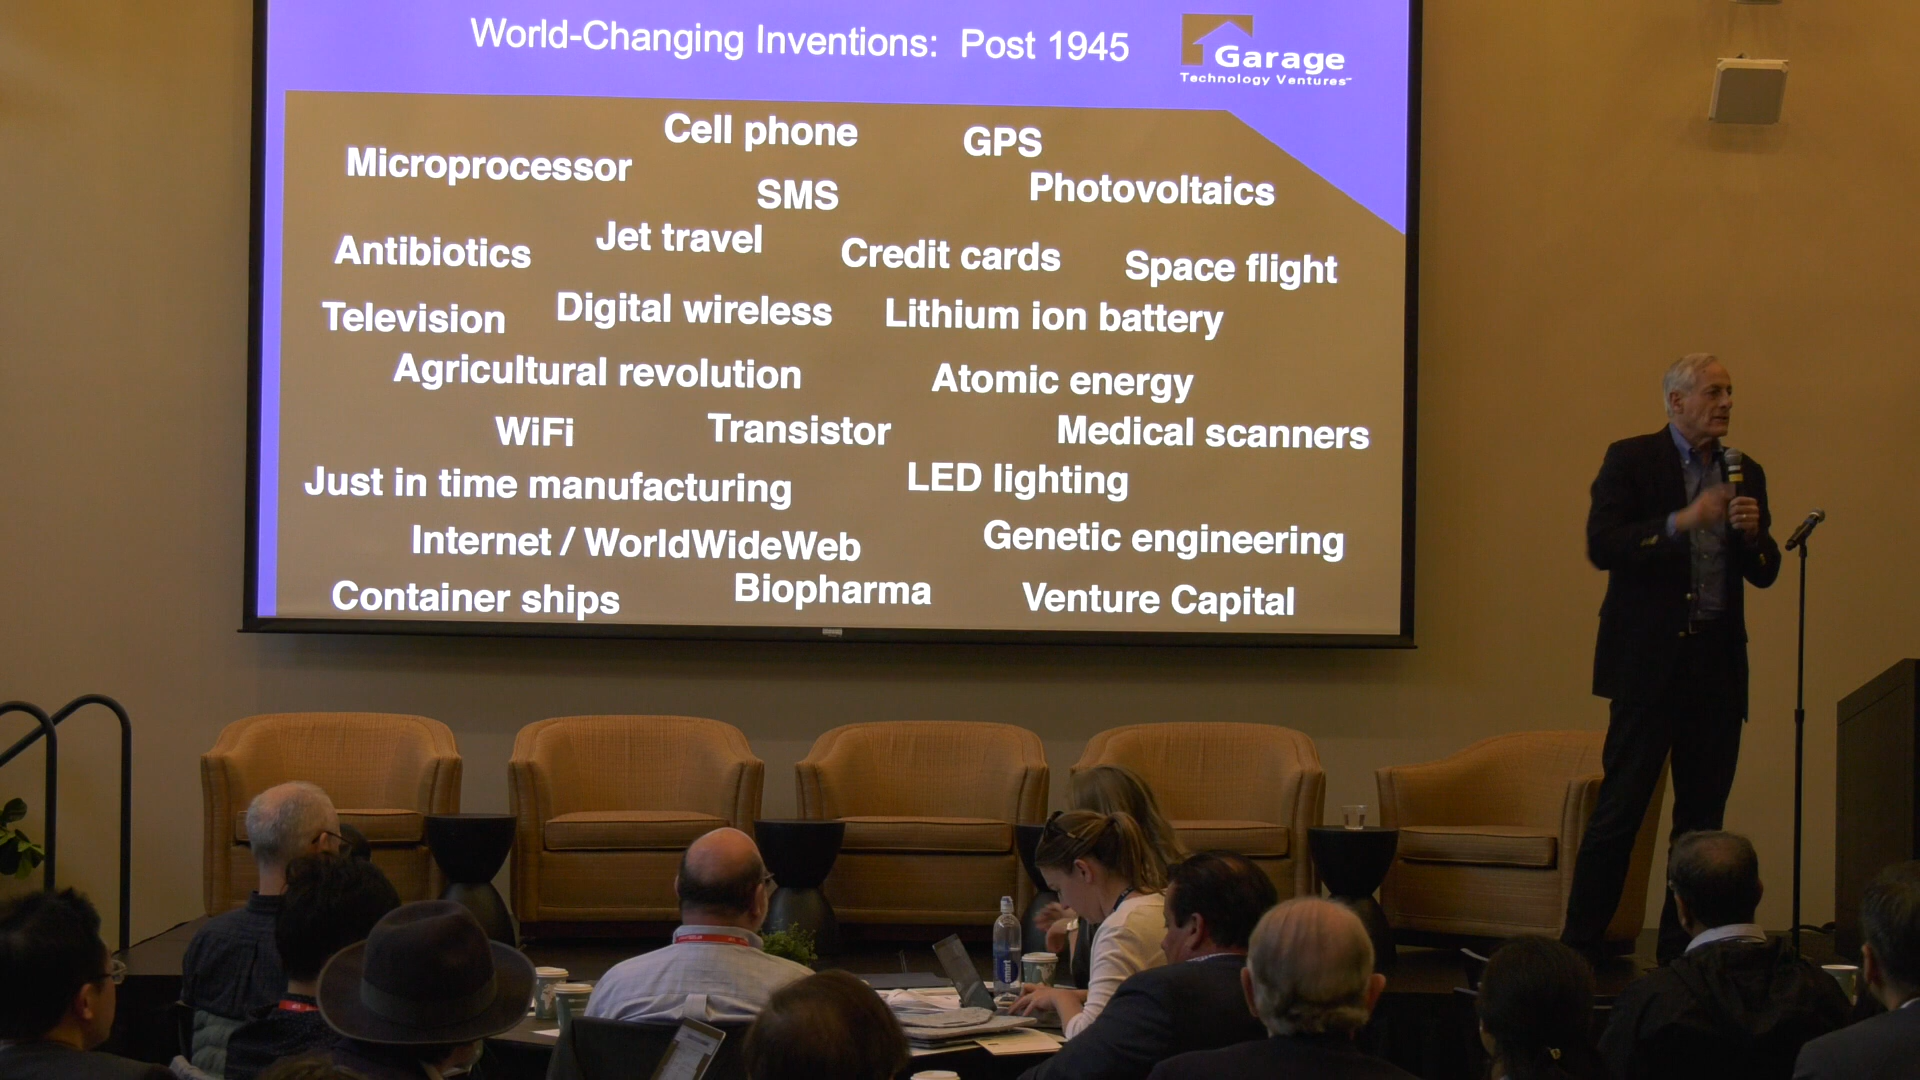 World-Changing Inventions: Post 1945
Garage
Technology Ventures
Cell phone
GPS
Microprocessor
SMS
Photovoltaics
Antibiotics
Jet travel
Credit cards
Space flight
Television
Digital wireless
Lithium ion battery
Agricultural revolution
Atomic energy
WiFi
Transistor
Medical scanners
Just in time manufacturing
LED lighting
Internet / WorldWideWeb
Genetic engineering
Container ships
Biopharma
Venture Capital
smart